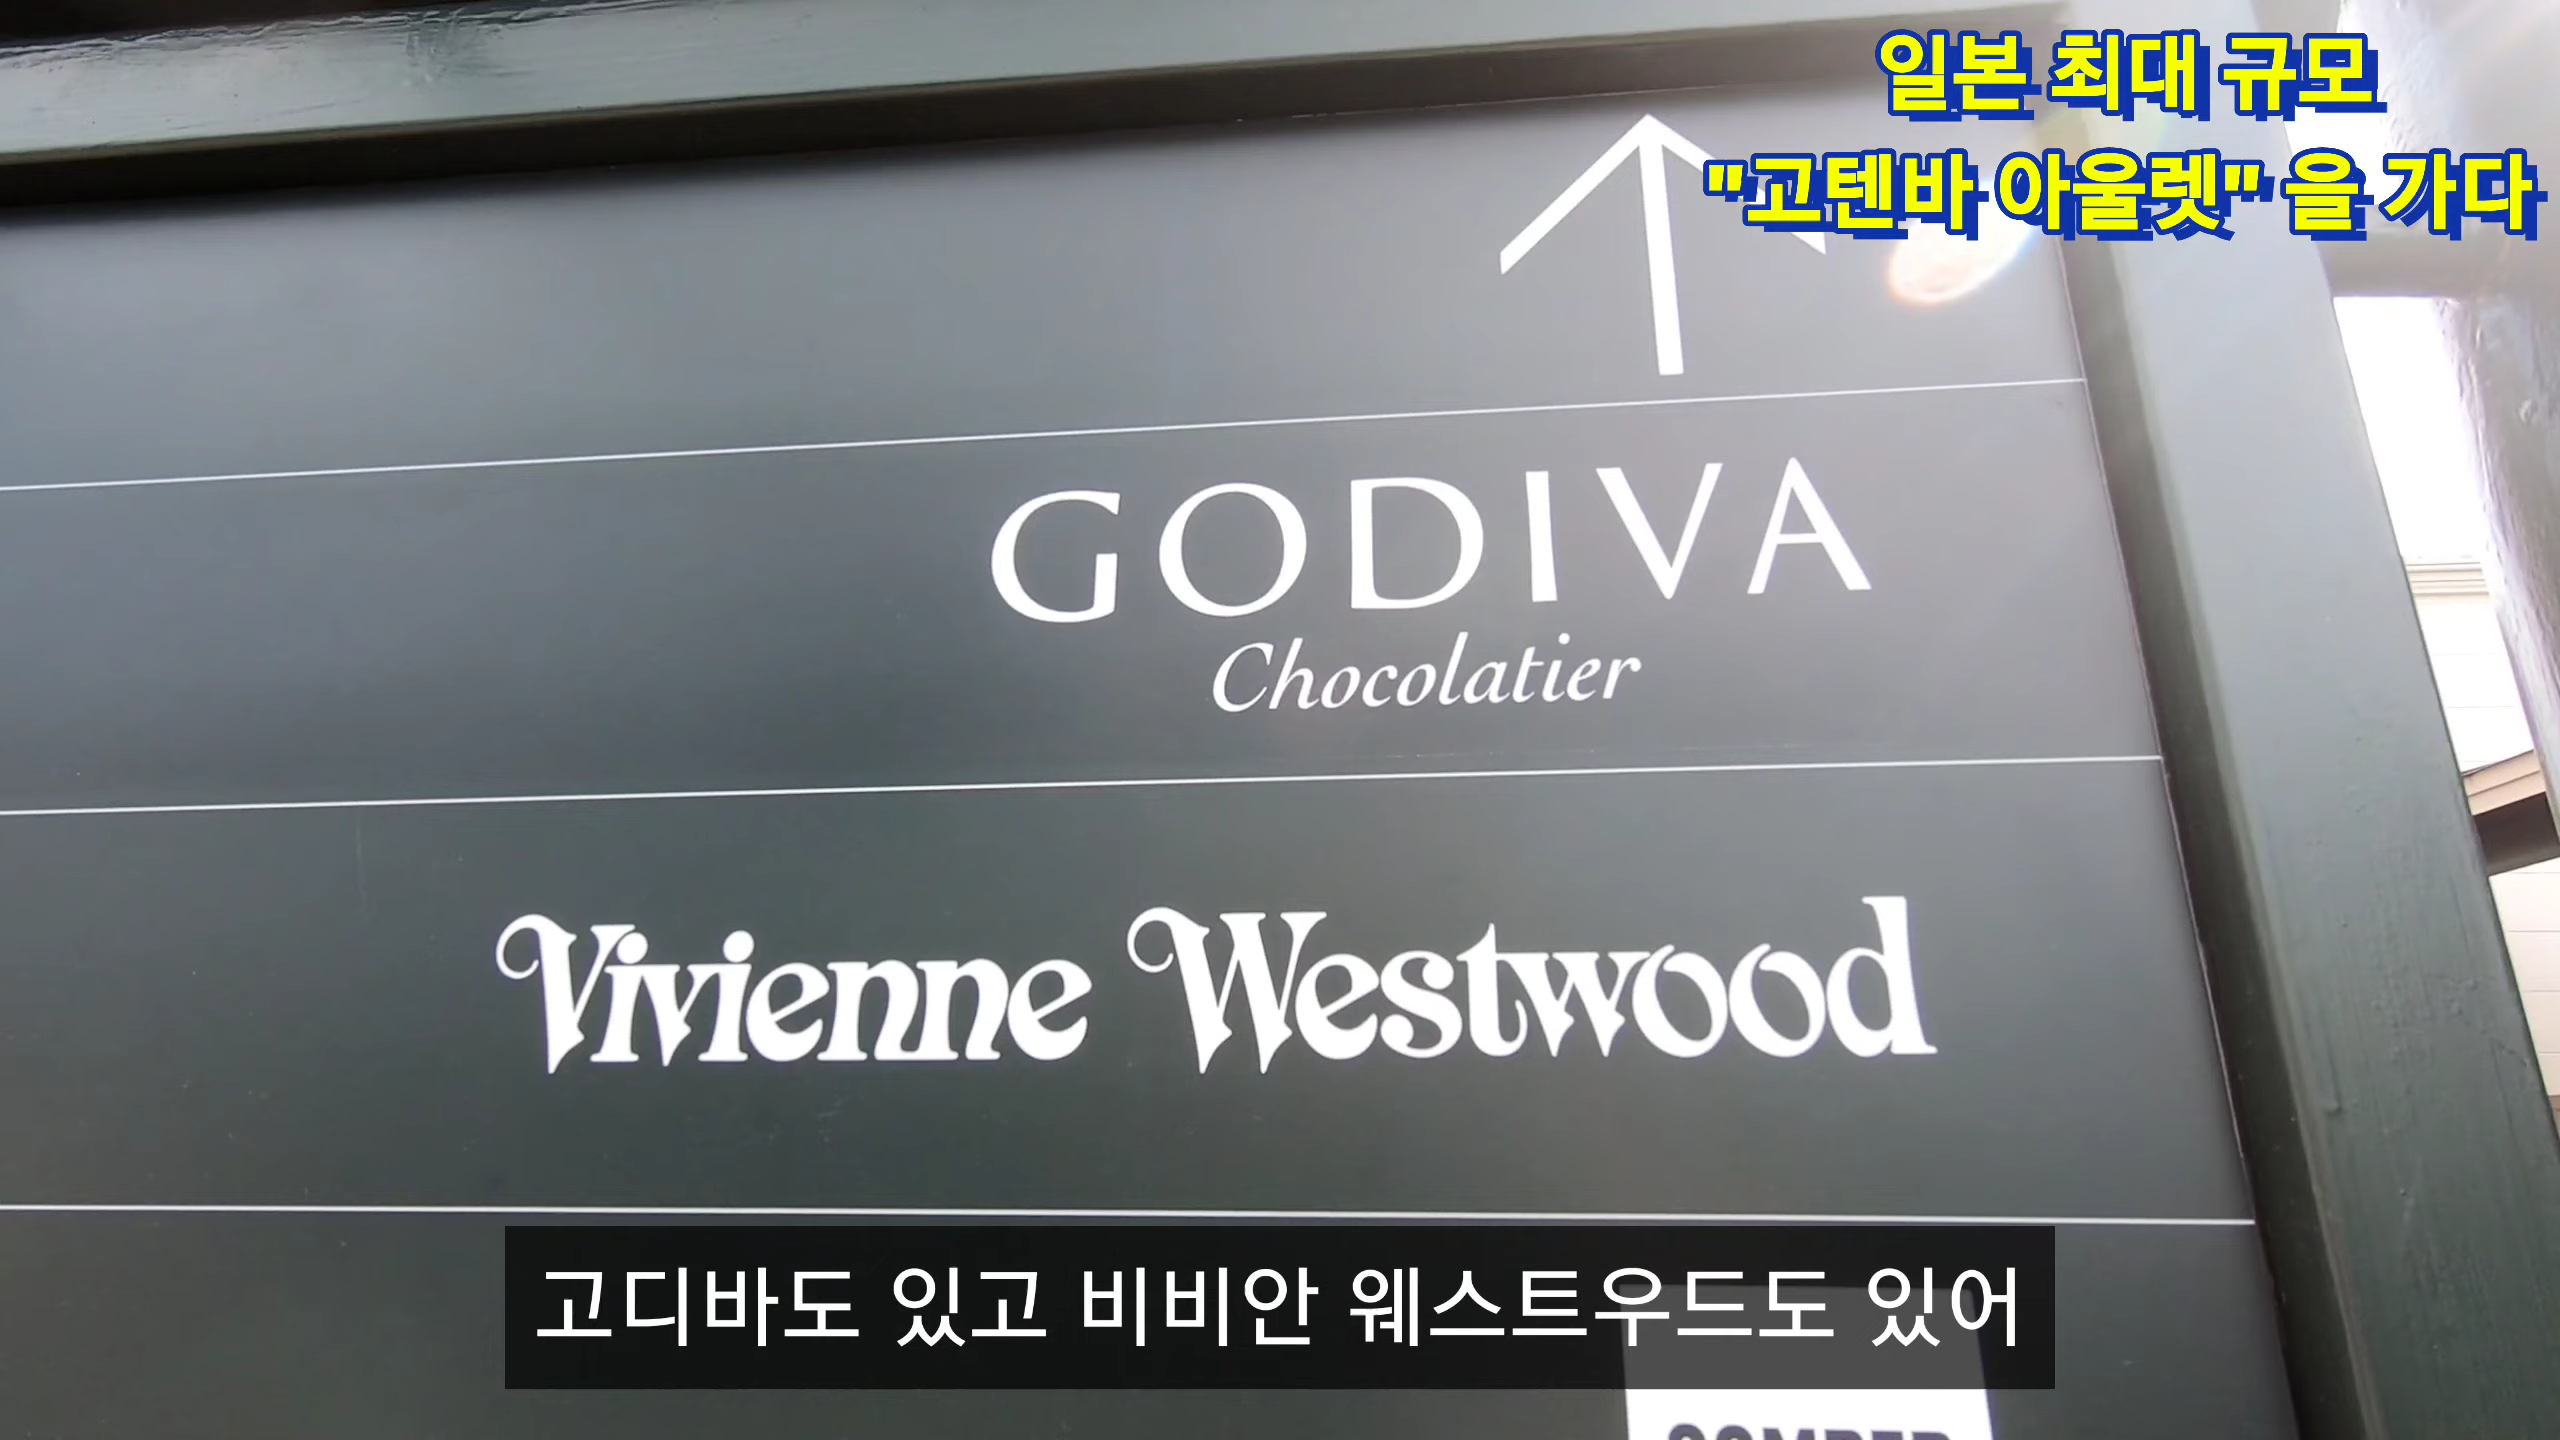 일본 최대 규모
"고텐바 아울렛" 을 가다
GODIVA
Chocolatier
Vivienne Westwood
고디바도 있고 비비안 웨스트우드도 있어